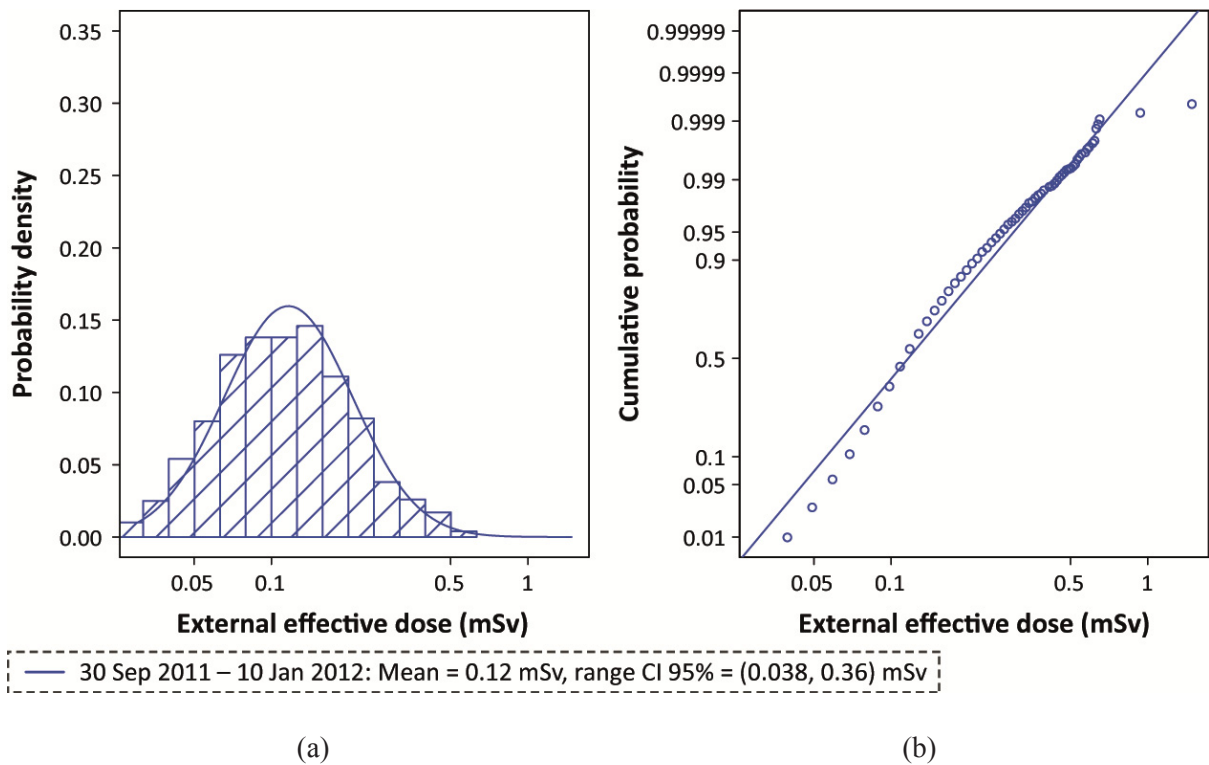 0.35
0.30
0.25
0.20
0.15
0.10
0.05
0.00
Probability density
0.05 0.1 0.5 1
External effective dose (mSv)
0.99999
0.9999
0.999
0.99
0.95
0.9
0.5
0.1
0.05
0.01
Cumulative probability
0.05 0.1 0.5 1
External effective dose (mSv)
30 Sep 2011 – 10 Jan 2012: Mean = 0.12 mSv, range CI 95% = (0.038, 0.36) mSv
(a) (b)